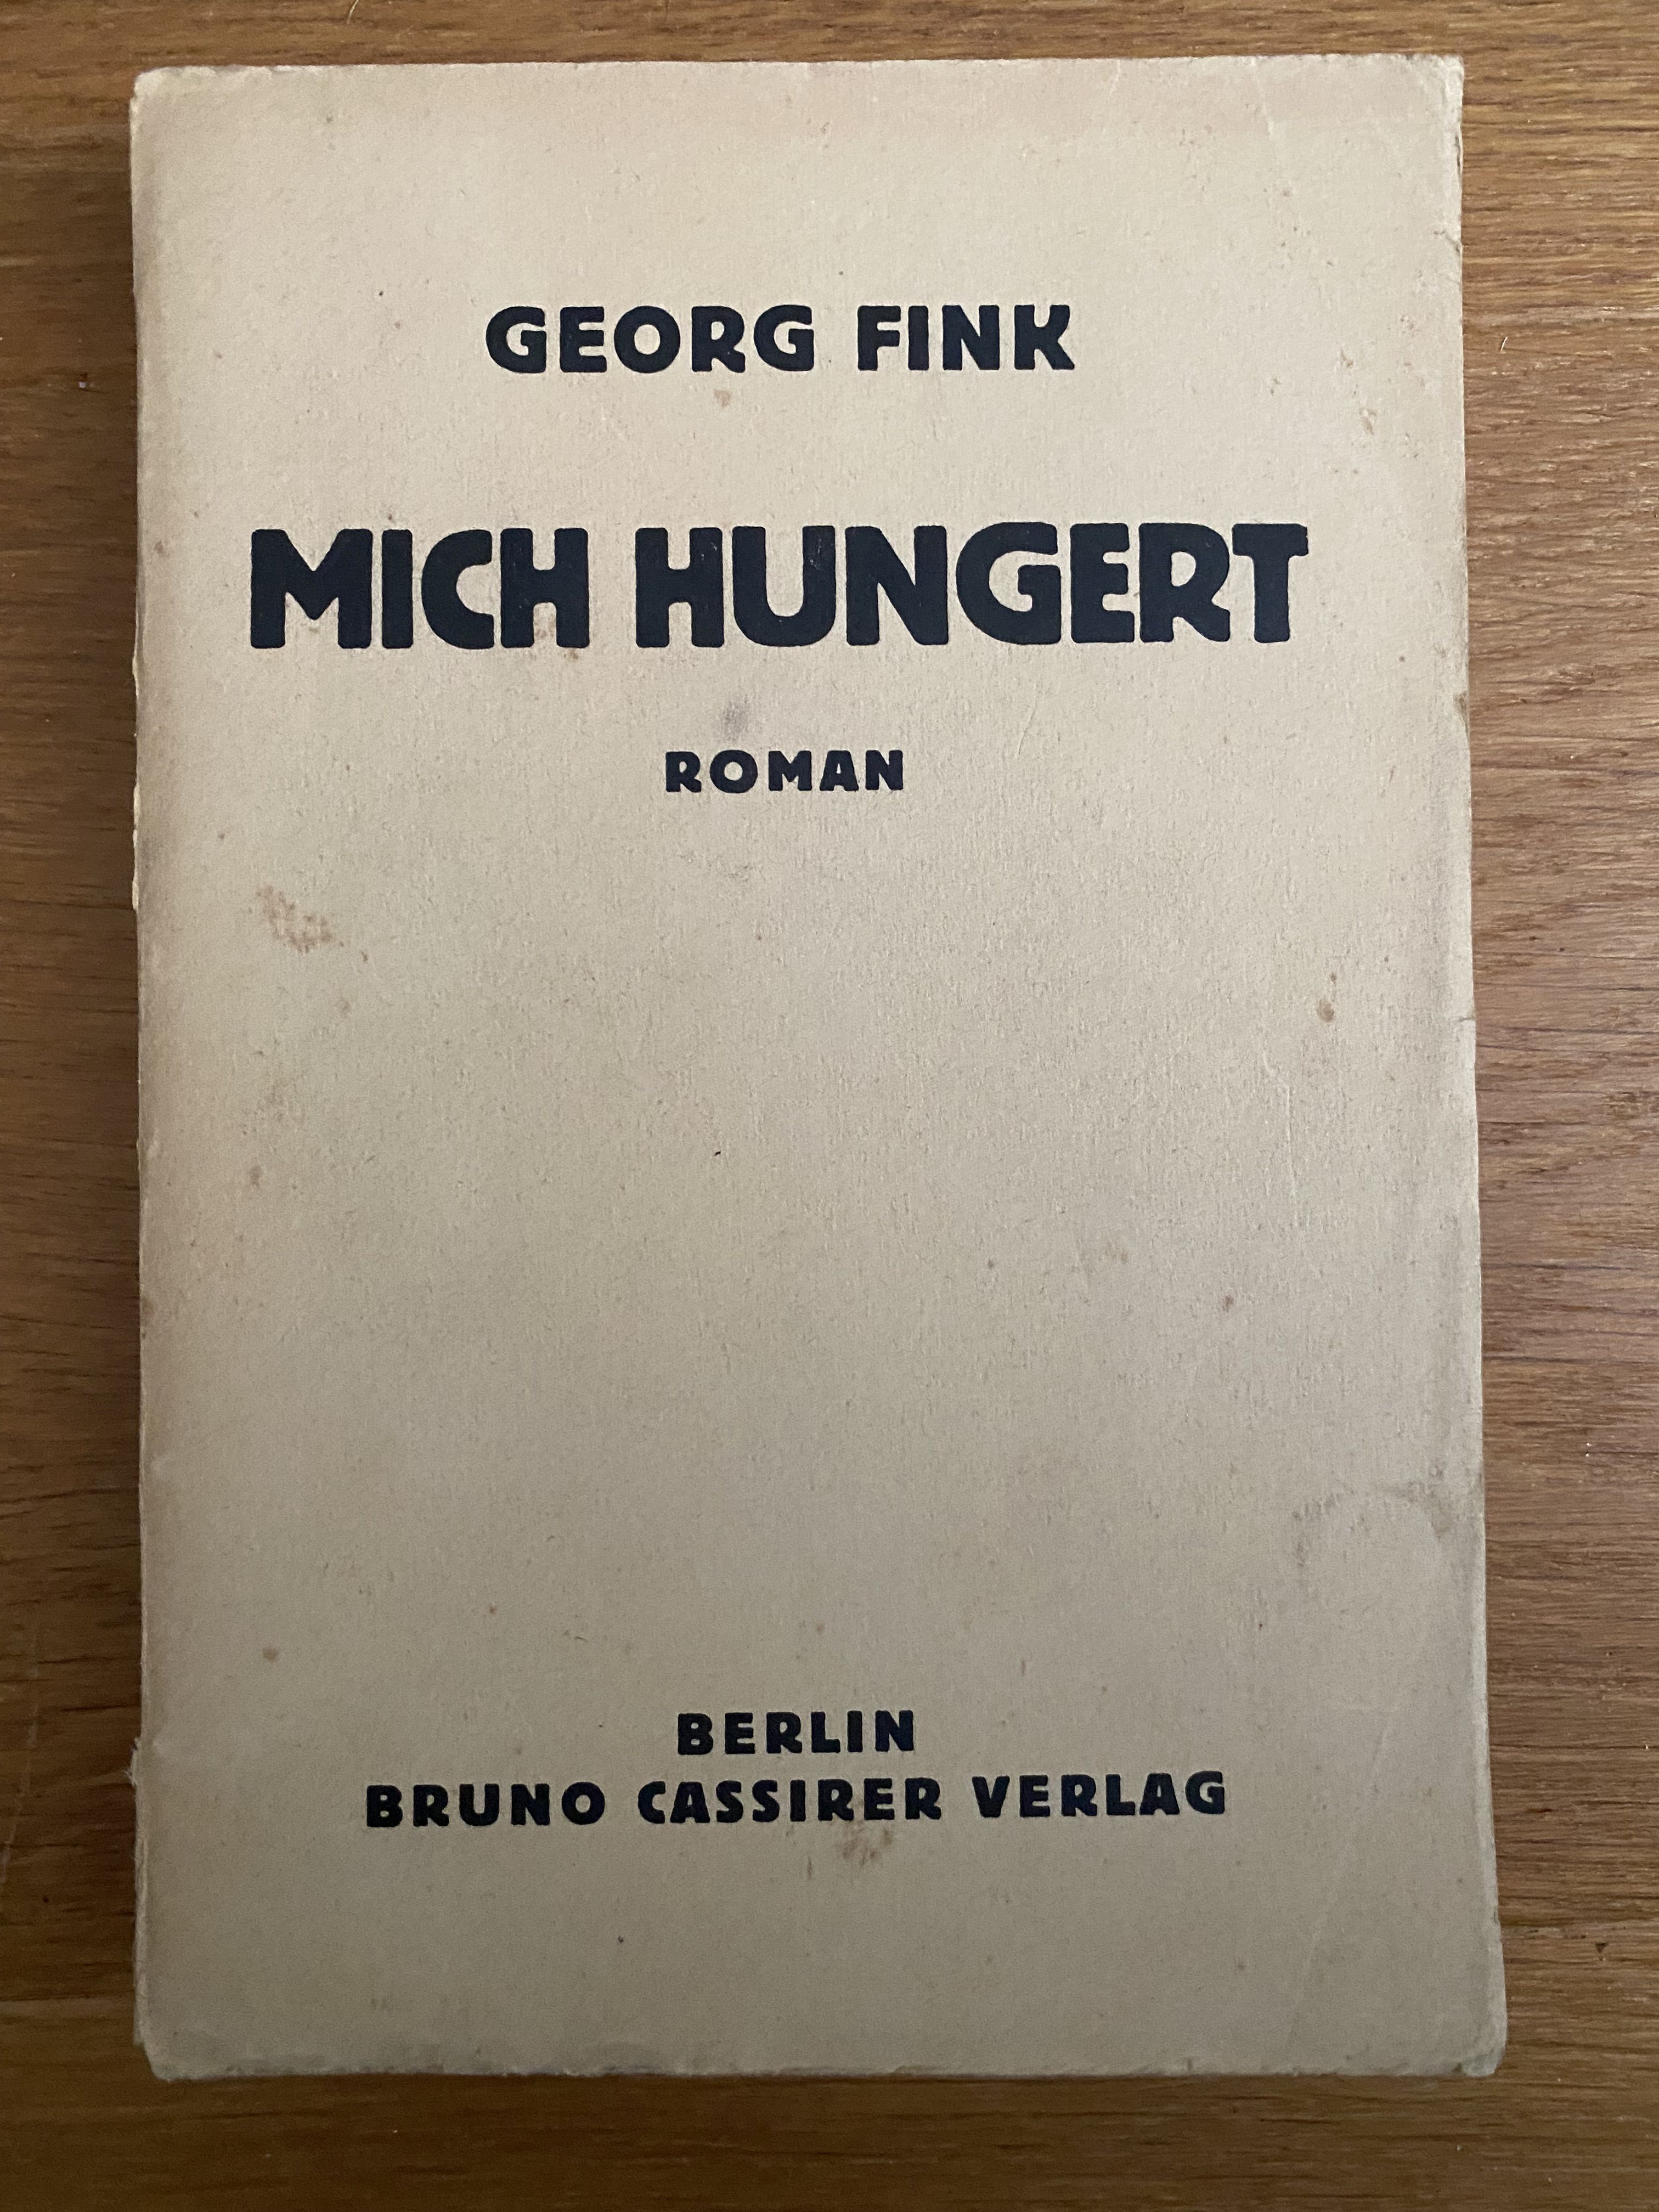 GEORG FINK
MICH HUNGERT
ROMAN
BERLIN
BRUNO CASSIRER VERLAG